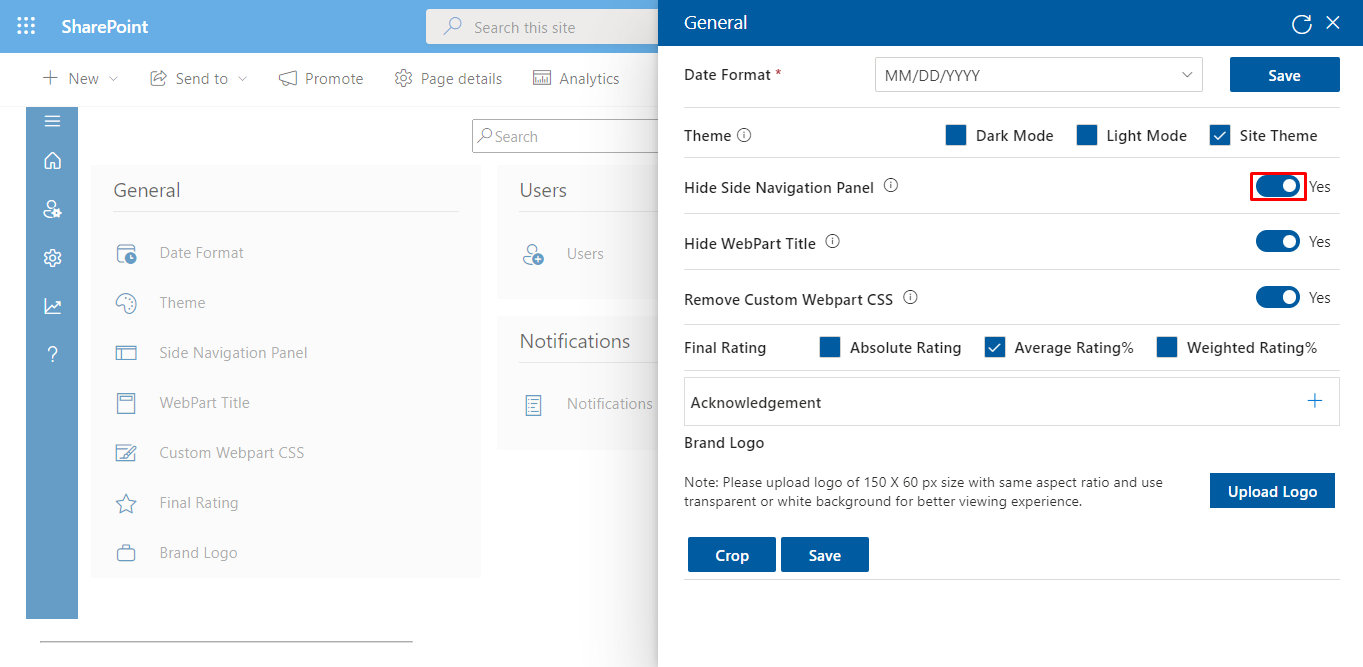 SharePoint
Search this site
New
Send to
Promote
Page details
Analytics
Search
General
Date Format
Theme
Side Navigation Panel
WebPart Title
Custom Webpart CSS
Final Rating
Brand Logo
Users
Users
Notifications
Notifications
General
Date Format *
MM/DD/YYYY
Save
Theme
Dark Mode
Light Mode
Site Theme
Hide Side Navigation Panel
Yes
Hide WebPart Title
Yes
Remove Custom Webpart CSS
Yes
Final Rating
Absolute Rating
Average Rating%
Weighted Rating%
Acknowledgement
Brand Logo
Note: Please upload logo of 150 X 60 px size with same aspect ratio and use
transparent or white background for better viewing experience.
Upload Logo
Crop
Save